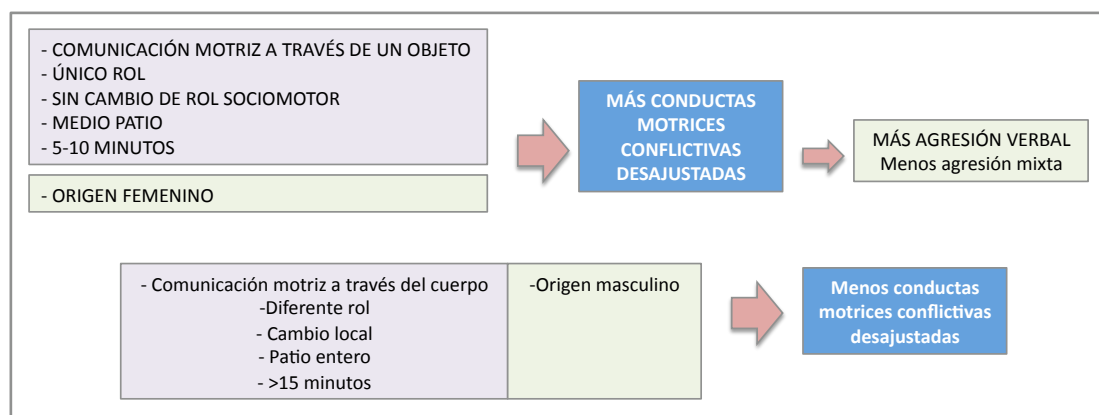 - COMUNICACIÓN MOTRIZ A TRAVÉS DE UN OBJETO
- ÚNICO ROL
- SIN CAMBIO DE ROL SOCIOMOTOR
- MEDIO PATIO
- 5-10 MINUTOS
- ORIGEN FEMENINO
MÁS CONDUCTAS
MOTRICES
CONFLICTIVAS
DESAJUSTADAS
MÁS AGRESIÓN VERBAL
Menos agresión mixta
- Comunicación motriz a través del cuerpo
-Diferente rol
- Cambio local
- Patio entero
- >15 minutos
-Origen masculino
Menos conductas
motrices conflictivas
desajustadas